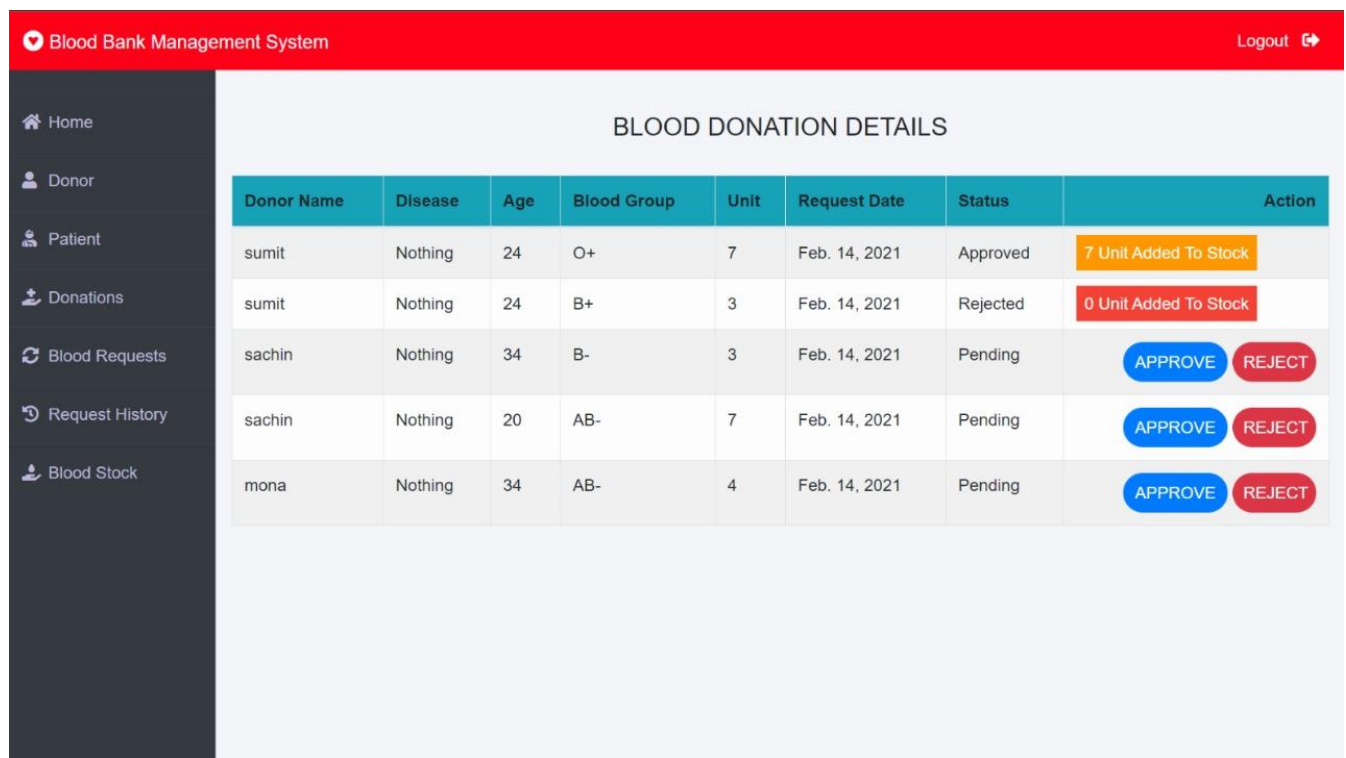 Blood Bank Management System
Logout
Home
Donor
Patient
Donations
Blood Requests
Request History
Blood Stock
BLOOD DONATION DETAILS
Donor Name Disease Age Blood Group Unit Request Date Status Action
sumit Nothing 24 O+ 7 Feb. 14, 2021 Approved 7 Unit Added To Stock
sumit Nothing 24 B+ 3 Feb. 14, 2021 Rejected 0 Unit Added To Stock
sachin Nothing 34 B- 3 Feb. 14, 2021 Pending APPROVE REJECT
sachin Nothing 20 AB- 7 Feb. 14, 2021 Pending APPROVE REJECT
mona Nothing 34 AB- 4 Feb. 14, 2021 Pending APPROVE REJECT